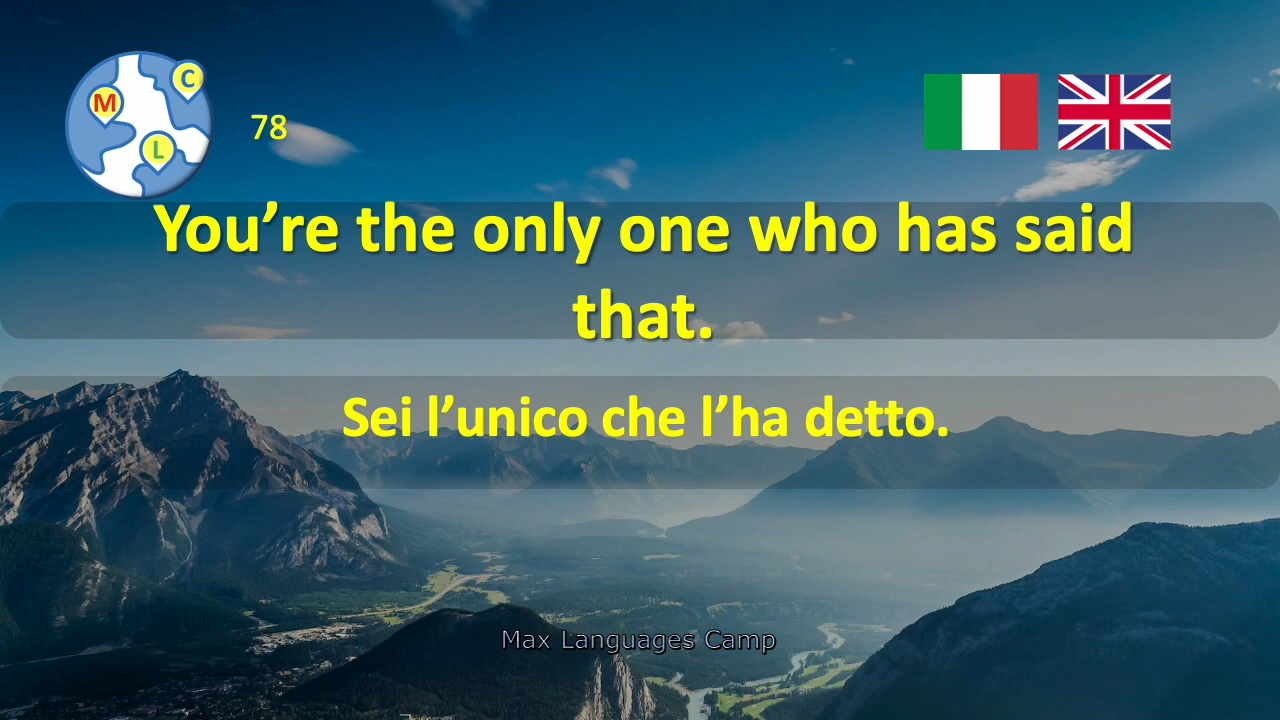 M
C
L
78
You’re the only one who has said
that.
Sei l’unico che l’ha detto.
Max Languages Camp